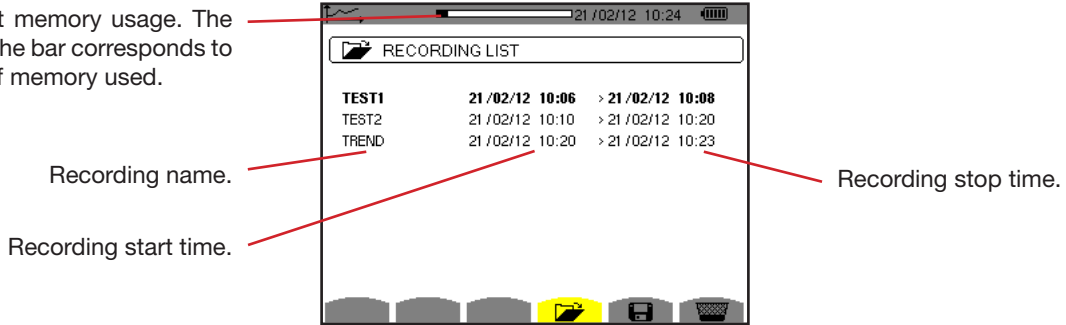 t memory usage. The
he bar corresponds to
f memory used.
21/02/12 10:24
RECORDING LIST
TEST1 21/02/12 10:06 > 21/02/12 10:08
TEST2 21/02/12 10:10 > 21/02/12 10:20
TREND 21/02/12 10:20 > 21/02/12 10:23
Recording name.
Recording stop time.
Recording start time.